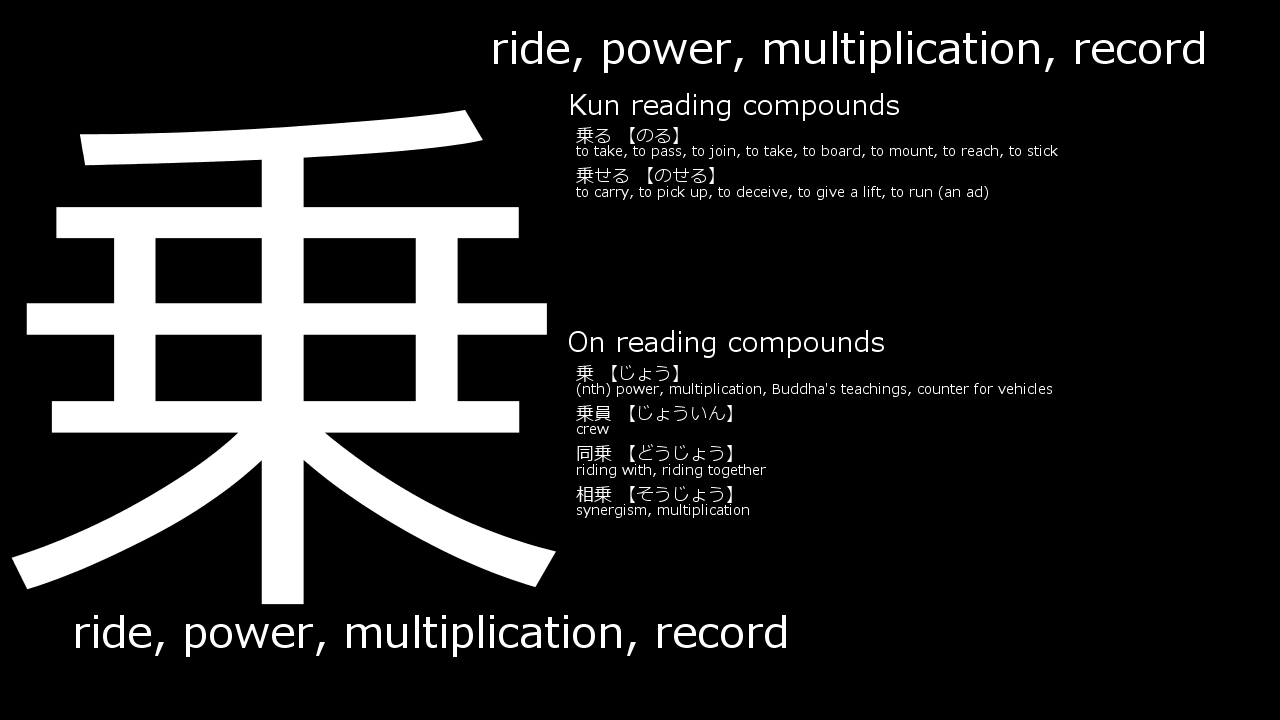 ride, power, multiplication, record
乗
Kun reading compounds
乗る 【のる】
to take, to pass, to join, to take, to board, to mount, to reach, to stick
乗せる 【のせる】
to carry, to pick up, to deceive, to give a lift, to run (an ad)
On reading compounds
乗 【じょう】
(nth) power, multiplication, Buddha's teachings, counter for vehicles
乗員 【じょういん】
crew
同乗 【どうじょう】
riding with, riding together
相乗 【そうじょう】
synergism, multiplication
ride, power, multiplication, record